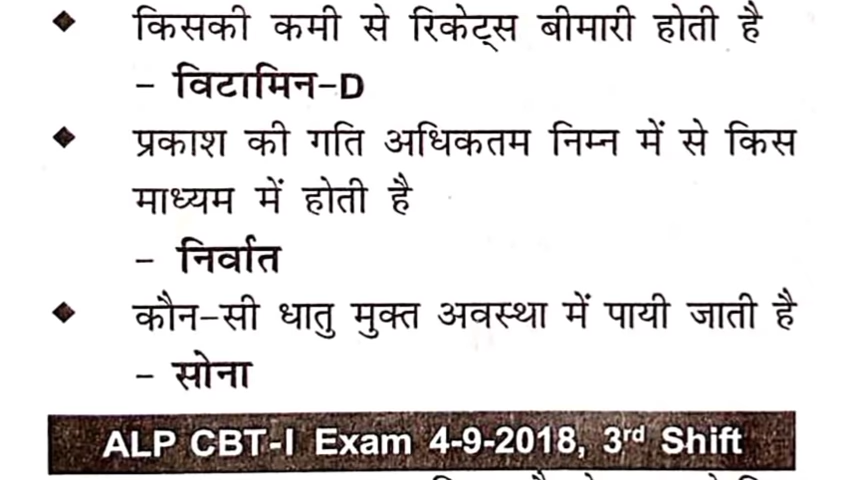 ◆ किसकी कमी से रिकेट्स बीमारी होती है
– विटामिन-D
◆ प्रकाश की गति अधिकतम निम्न में से किस
माध्यम में होती है
– निर्वात
◆ कौन-सी धातु मुक्त अवस्था में पायी जाती है
– सोना
ALP CBT-I Exam 4-9-2018, 3rd Shift